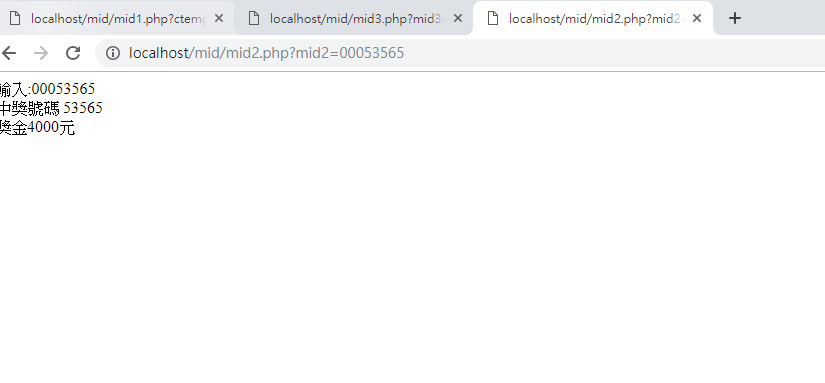 localhost/mid/mid1.php?ctemp
localhost/mid/mid3.php?mid3
localhost/mid/mid2.php?mid2
localhost/mid/mid2.php?mid2=00053565
輸入:00053565
中獎號碼 53565
獎金4000元